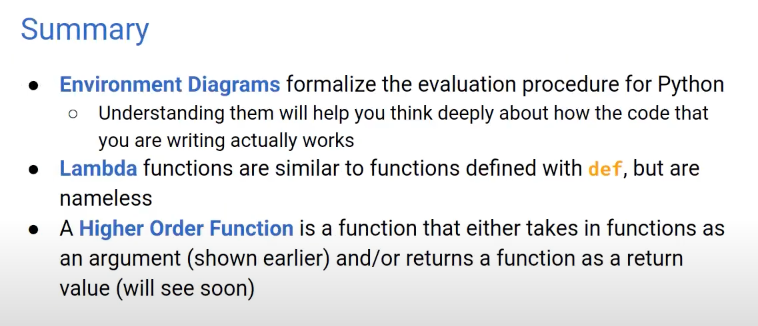 Summary
● Environment Diagrams formalize the evaluation procedure for Python
○ Understanding them will help you think deeply about how the code that
you are writing actually works
● Lambda functions are similar to functions defined with def, but are
nameless
● A Higher Order Function is a function that either takes in functions as
an argument (shown earlier) and/or returns a function as a return
value (will see soon)